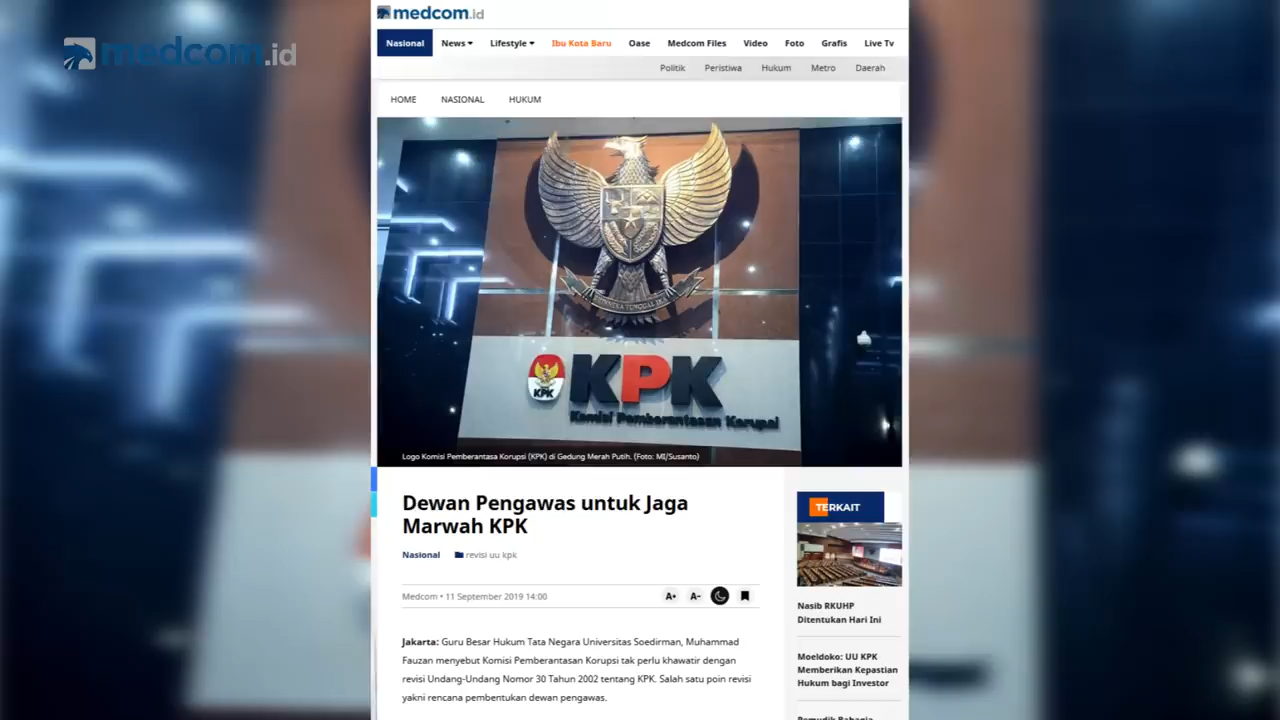 medcom.id
medcom.id
Nasional News Lifestyle Ibu Kota Baru Oase Medcom Files Video Foto Grafis Live Tv
Politik Peristiwa Hukum Metro Daerah
HOME NASIONAL HUKUM
BHINNEKA TUNGGAL IKA
KPK
KPK
Komisi Pemberantasan Korupsi
Logo Komisi Pemberantasa Korupsi (KPK) di Gedung Merah Putih. (Foto: MI/Susanto)
Dewan Pengawas untuk Jaga
Marwah KPK
Nasional revisi uu kpk
Medcom • 11 September 2019 14:00
A+ A-
Jakarta: Guru Besar Hukum Tata Negara Universitas Soedirman, Muhammad
Fauzan menyebut Komisi Pemberantasan Korupsi tak perlu khawatir dengan
revisi Undang-Undang Nomor 30 Tahun 2002 tentang KPK. Salah satu poin revisi
yakni rencana pembentukan dewan pengawas.
TERKAIT
Nasib RKUHP
Ditentukan Hari Ini
Moeldoko: UU KPK
Memberikan Kepastian
Hukum bagi Investor